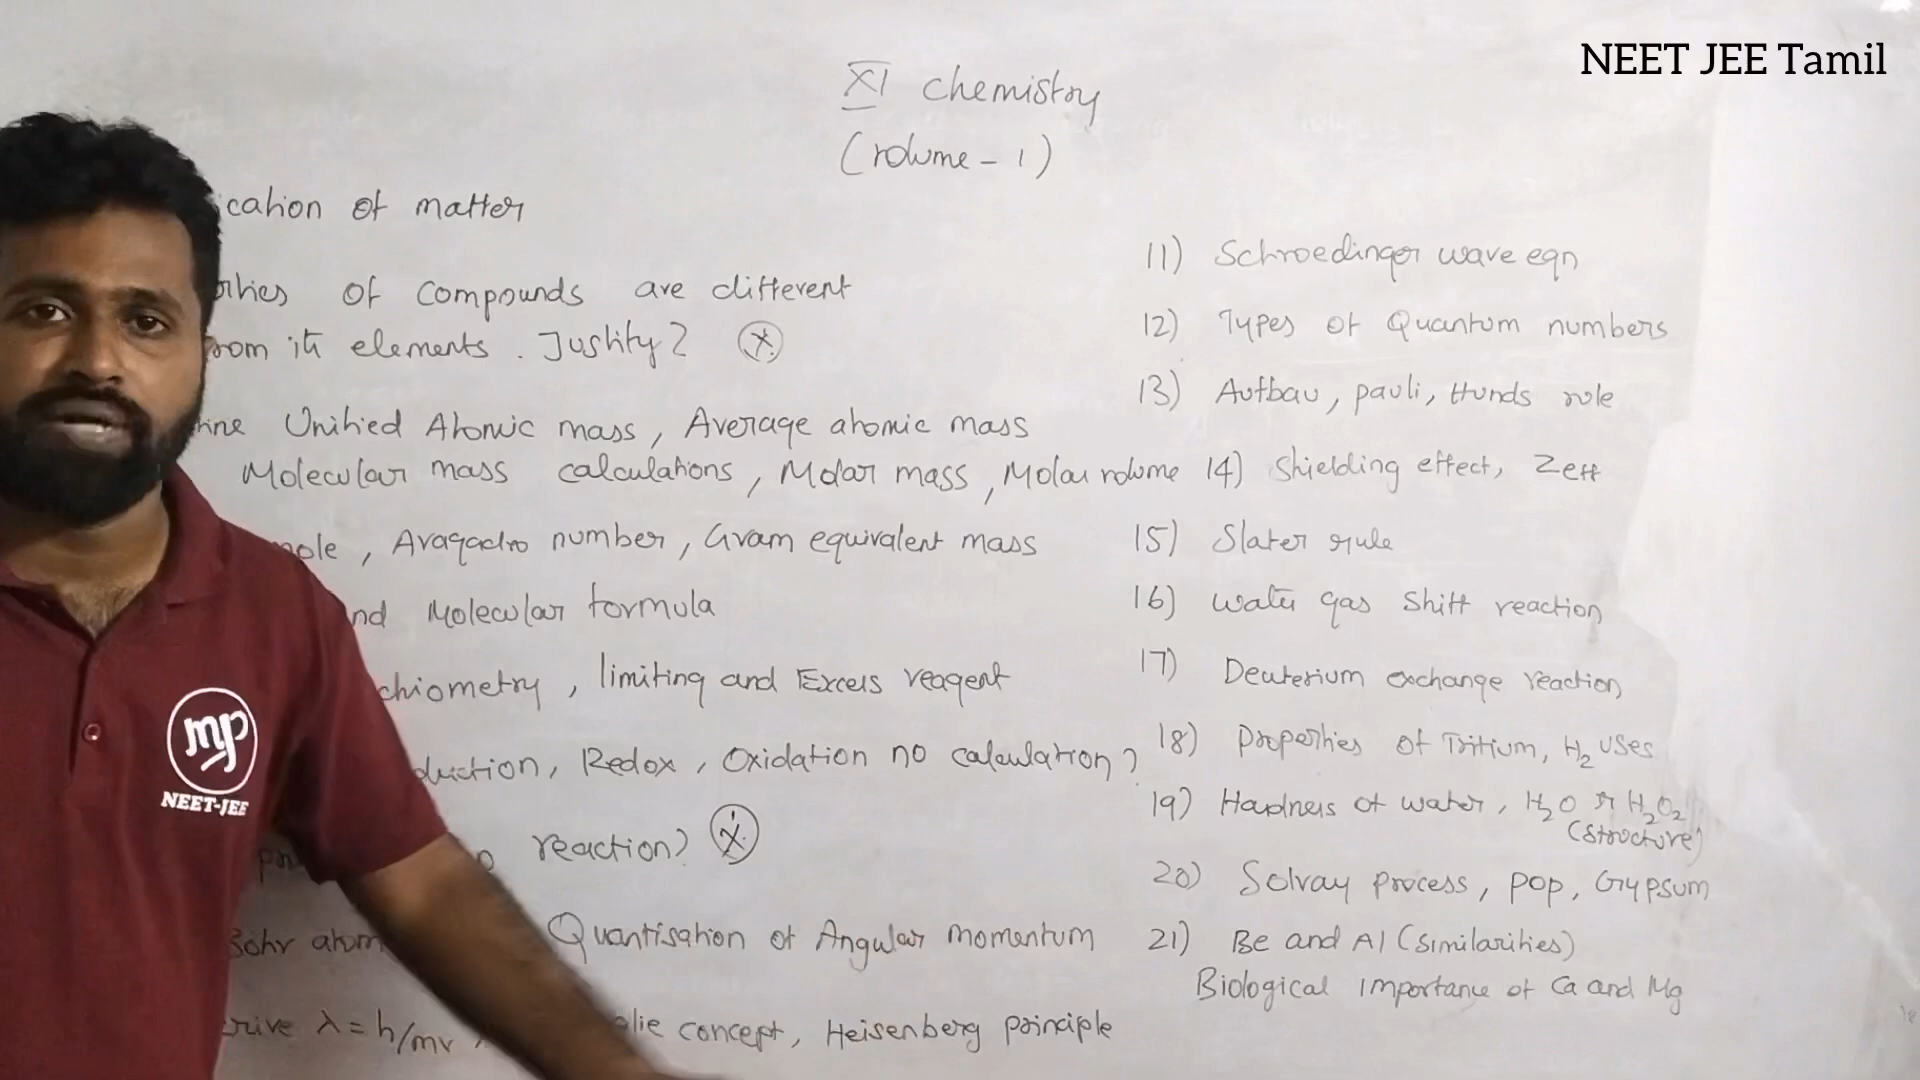 NEET JEE Tamil
XI chemistry
(volume - 1)
ication of matter
rties of compounds are different
from its elements. Justify?
ine Unified Atomic mass, Average atomic mass
Molecular mass calculations, Molar mass, Molar volume
mole, Avagadro number, Gram equivalent mass
nd Molecular formula
chiometry, limiting and Excess reagent
duction, Redox, Oxidation no calculation?
reaction?
Bohr atom Quantisation of Angular momentum
rive λ = h/mv lie concept, Heisenberg principle
11) Schroedinger wave eqn
12) Types of Quantum numbers
13) Aufbau, pauli, Hunds rule
14) Shielding effect, Zeff
15) Slater rule
16) Water gas Shift reaction
17) Deuterium exchange reaction
18) Properties of Tritium, H2 uses
19) Hardness of water, H2O & H2O2
(structure)
20) Solvay process, pop, Gypsum
21) Be and Al (similarities)
Biological importance of Ca and Mg
mp
NEET-JEE